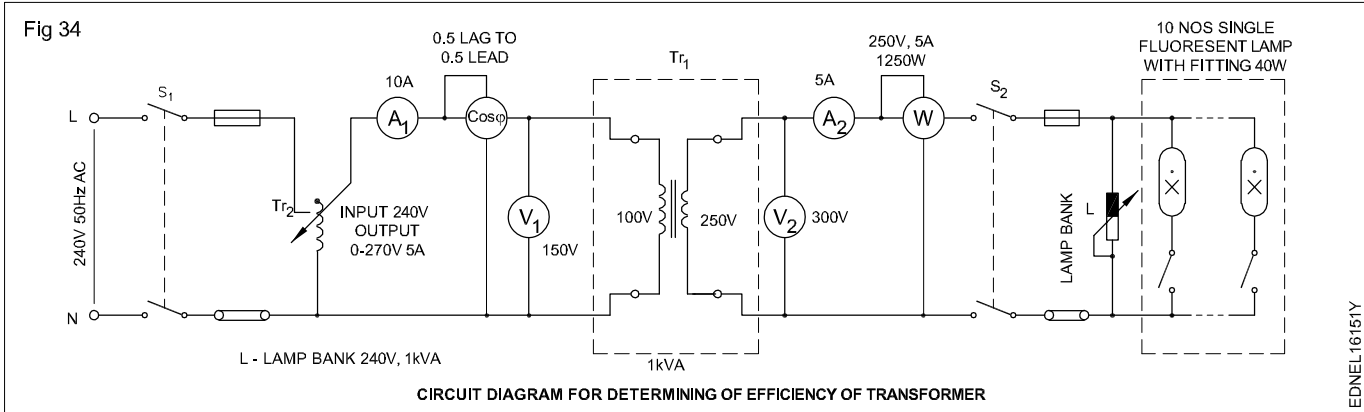 Fig 34
0.5 LAG TO
0.5 LEAD
10A
A1
Cosφ
Tr1
5A
A2
250V, 5A
1250W
W
S1
S2
10 NOS SINGLE
FLUORESENT LAMP
WITH FITTING 40W
L
N
240V 50Hz AC
Tr2
INPUT 240V
OUTPUT
0-270V 5A
V1
150V
100V
250V
V2
300V
L
LAMP BANK
L - LAMP BANK 240V, 1kVA
1kVA
CIRCUIT DIAGRAM FOR DETERMINING OF EFFICIENCY OF TRANSFORMER
EDNEL16151Y